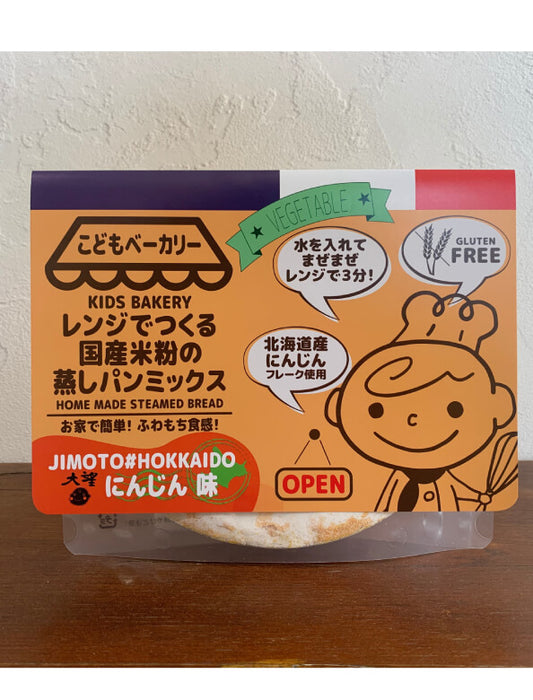 VEGETABLE
こどもベーカリー
KIDS BAKERY
レンジでつくる
国産米粉の
蒸しパンミックス
HOME MADE STEAMED BREAD
お家で簡単! ふわもち食感!
水を入れて
まぜまぜ
レンジで3分!
GLUTEN
FREE
北海道産
にんじん
フレーク使用
OPEN
JIMOTO#HOKKAIDO
大望
にんじん 味